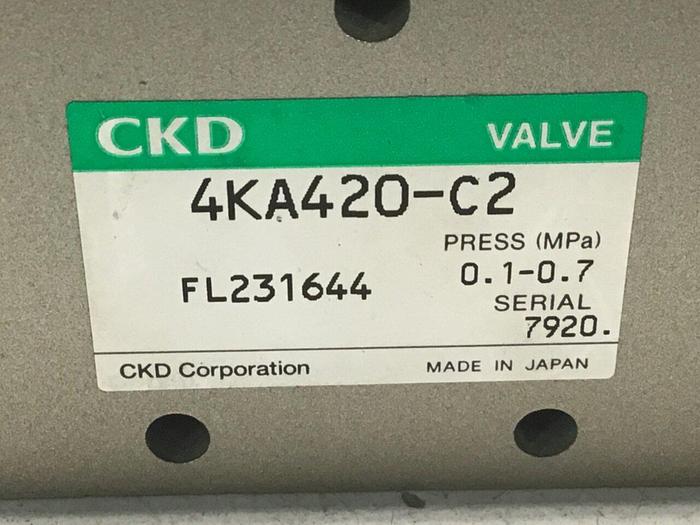 CKD VALVE
4KA420-C2
PRESS (MPa)
FL231644 0.1-0.7
SERIAL
7920.
CKD Corporation MADE IN JAPAN